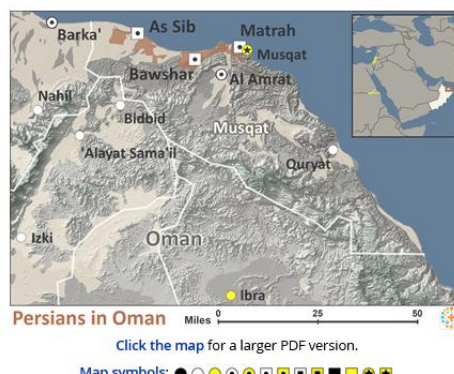 As Sib
Matrah
Barka'
Musqat
Bawshar
Al Amrat
Nahil
Bidbid
Musqat
'Alayat Sama'il
Quryat
Izki
Oman
Ibra
Persians in Oman
Miles 0 25 50
Click the map for a larger PDF version.
Map symbols: